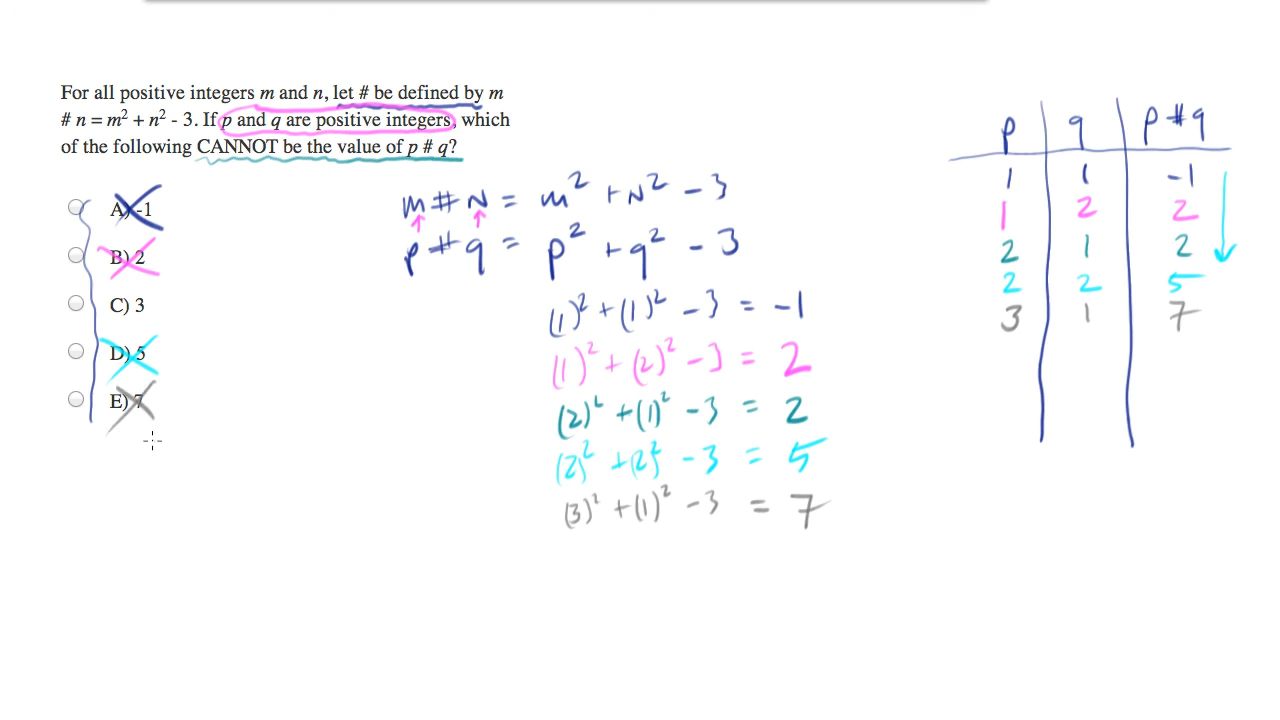 For all positive integers m and n, let # be defined by m
# n = m² + n² - 3. If p and q are positive integers, which
of the following CANNOT be the value of p # q?
A) -1
B) 2
C) 3
D) 5
E) 7
m # N = m² + N² - 3
p # q = p² + q² - 3
(1)² + (1)² - 3 = -1
(1)² + (2)² - 3 = 2
(2)² + (1)² - 3 = 2
(2)² + (2)² - 3 = 5
(3)² + (1)² - 3 = 7
p q p # q
1 1 -1
1 2 2
2 1 2
2 2 5
3 1 7